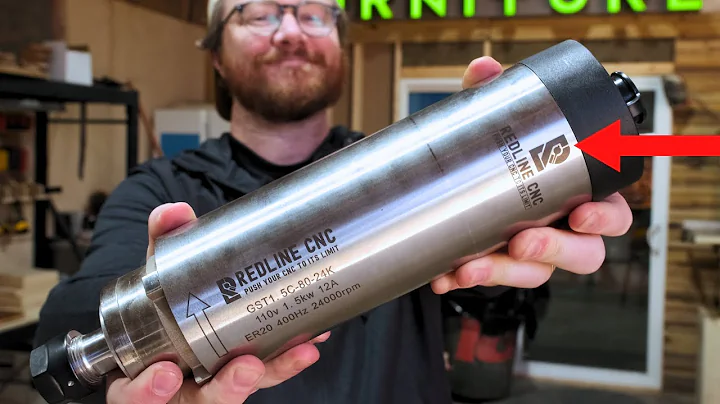 FURNITURE
REDLINE CNC
PUSH YOUR CNC TO ITS LIMIT
REDLINE CNC
PUSH YOUR CNC TO ITS LIMIT
GST1.5C-80-24K
110v 1.5kw 12A
ER20 400Hz 24000rpm